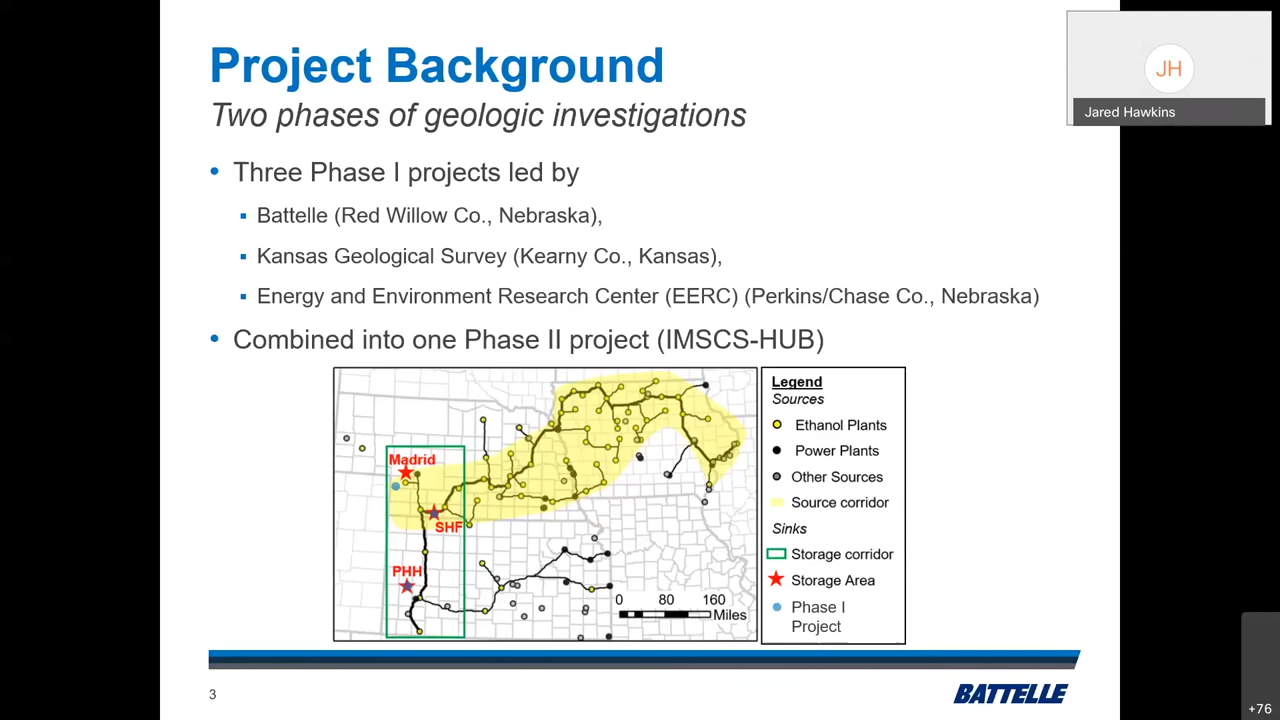 Project Background
Two phases of geologic investigations
• Three Phase I projects led by
▪ Battelle (Red Willow Co., Nebraska),
▪ Kansas Geological Survey (Kearny Co., Kansas),
▪ Energy and Environment Research Center (EERC) (Perkins/Chase Co., Nebraska)
• Combined into one Phase II project (IMSCS-HUB)
Madrid
SHF
PHH
0 80 160
Miles
Legend
Sources
Ethanol Plants
Power Plants
Other Sources
Source corridor
Sinks
Storage corridor
Storage Area
Phase I
Project
3
BATTELLE
JH
Jared Hawkins
+76